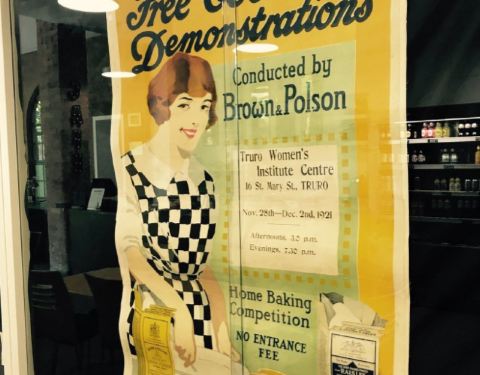 Free
Demonstrations
Conducted by
Brown & Polson
Truro Women's
Institute Centre
16 St. Mary St., TRURO
Nov. 28th-Dec. 2nd, 1921
Afternoons, 3.0 p.m.
Evenings, 7.30 p.m.
Home Baking
Competition
NO ENTRANCE
FEE